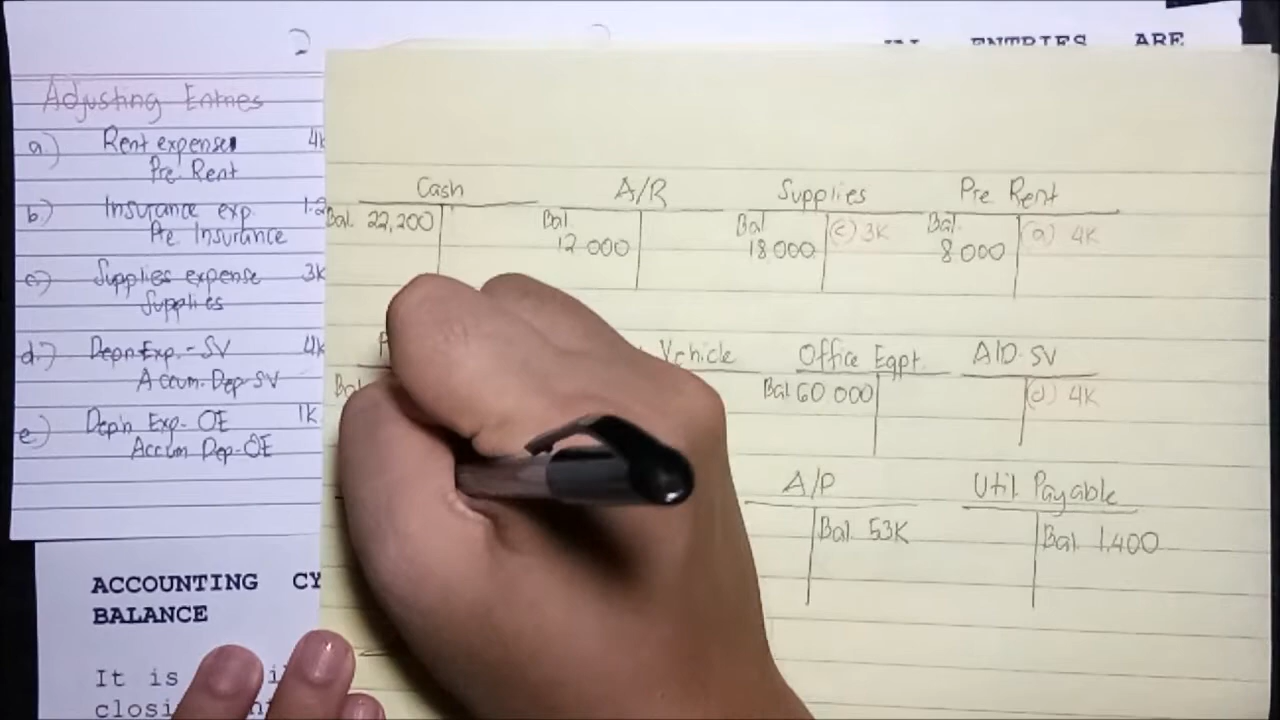 ENTRIES ARE
Adjusting Entries
a.) Rent expense 4K
Pre. Rent
b.) Insurance exp. 1.2
Pre. Insurance
c.) Supplies expense 3K
Supplies
d.) Depn Exp.-SV 4K
Accum. Dep-SV
e.) Dep'n Exp- OE 1K
Accum Dep-OE
ACCOUNTING CY
BALANCE
It is
closi
Cash A/R Supplies Pre Rent
Bal. 22,200 Bal 12 000 Bal 18 000 (c) 3K Bal. 8 000 (a) 4K
Vehicle Office Eqpt. A/D-SV
Bal Bal 60 000 (d) 4K
A/P Util. Payable
Bal. 53K Bal. 1,400